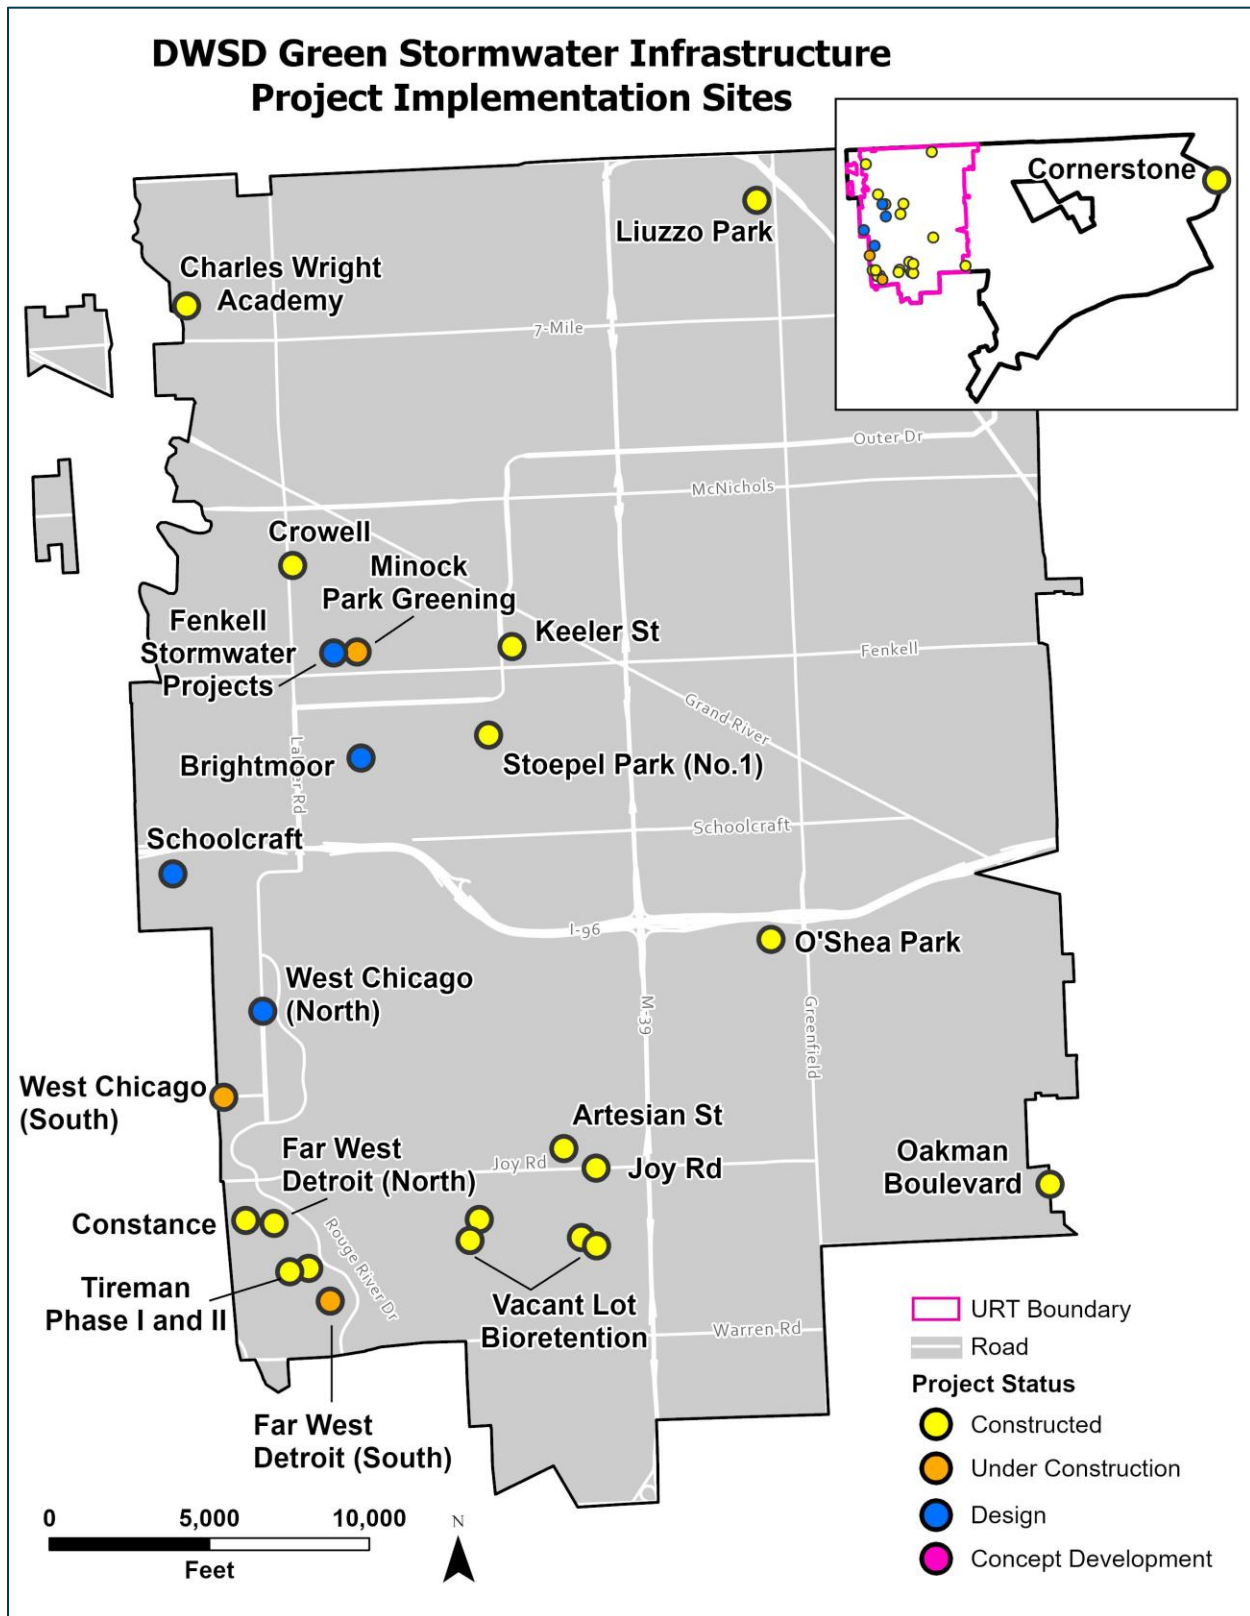 DWSD Green Stormwater Infrastructure
Project Implementation Sites
Cornerstone
Liuzzo Park
Charles Wright
Academy
7-Mile
Outer Dr
McNichols
Crowell
Minock
Park Greening
Fenkell
Stormwater
Projects
Keeler St
Fenkell
Grand River
Stoepel Park (No.1)
Brightmoor
Rd
Schoolcraft
Schoolcraft
I-96
O'Shea Park
West Chicago
(North)
M-39
Greenfield
West Chicago
(South)
Artesian St
Far West
Detroit (North)
Joy Rd
Joy Rd
Oakman
Boulevard
Constance
Rouge River Dr
Tireman
Phase I and II
Vacant Lot
Bioretention
Warren Rd
Far West
Detroit (South)
URT Boundary
Road
Project Status
Constructed
Under Construction
Design
Concept Development
0 5,000 10,000
Feet
N